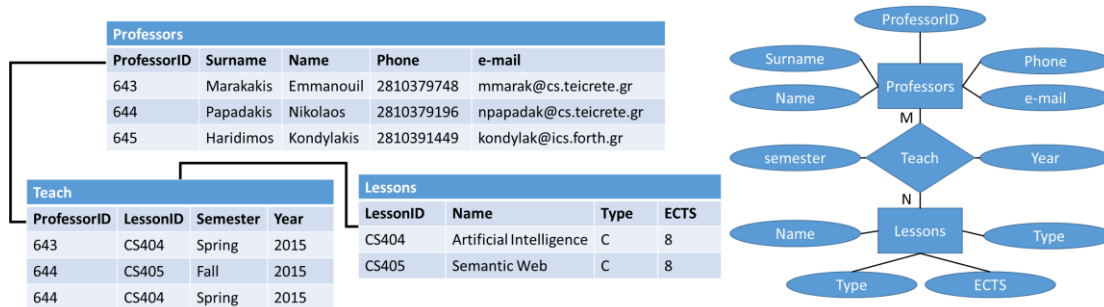 Professors
ProfessorID Surname Name Phone e-mail
643 Marakakis Emmanouil 2810379748 mmarak@cs.teicrete.gr
644 Papadakis Nikolaos 2810379196 npapadak@cs.teicrete.gr
645 Haridimos Kondylakis 2810391449 kondylak@ics.forth.gr
Teach
ProfessorID LessonID Semester Year
643 CS404 Spring 2015
644 CS405 Fall 2015
644 CS404 Spring 2015
Lessons
LessonID Name Type ECTS
CS404 Artificial Intelligence C 8
CS405 Semantic Web C 8
ProfessorID
Surname
Phone
Professors
Name
e-mail
M
semester
Teach
Year
N
Name
Lessons
Type
Type
ECTS